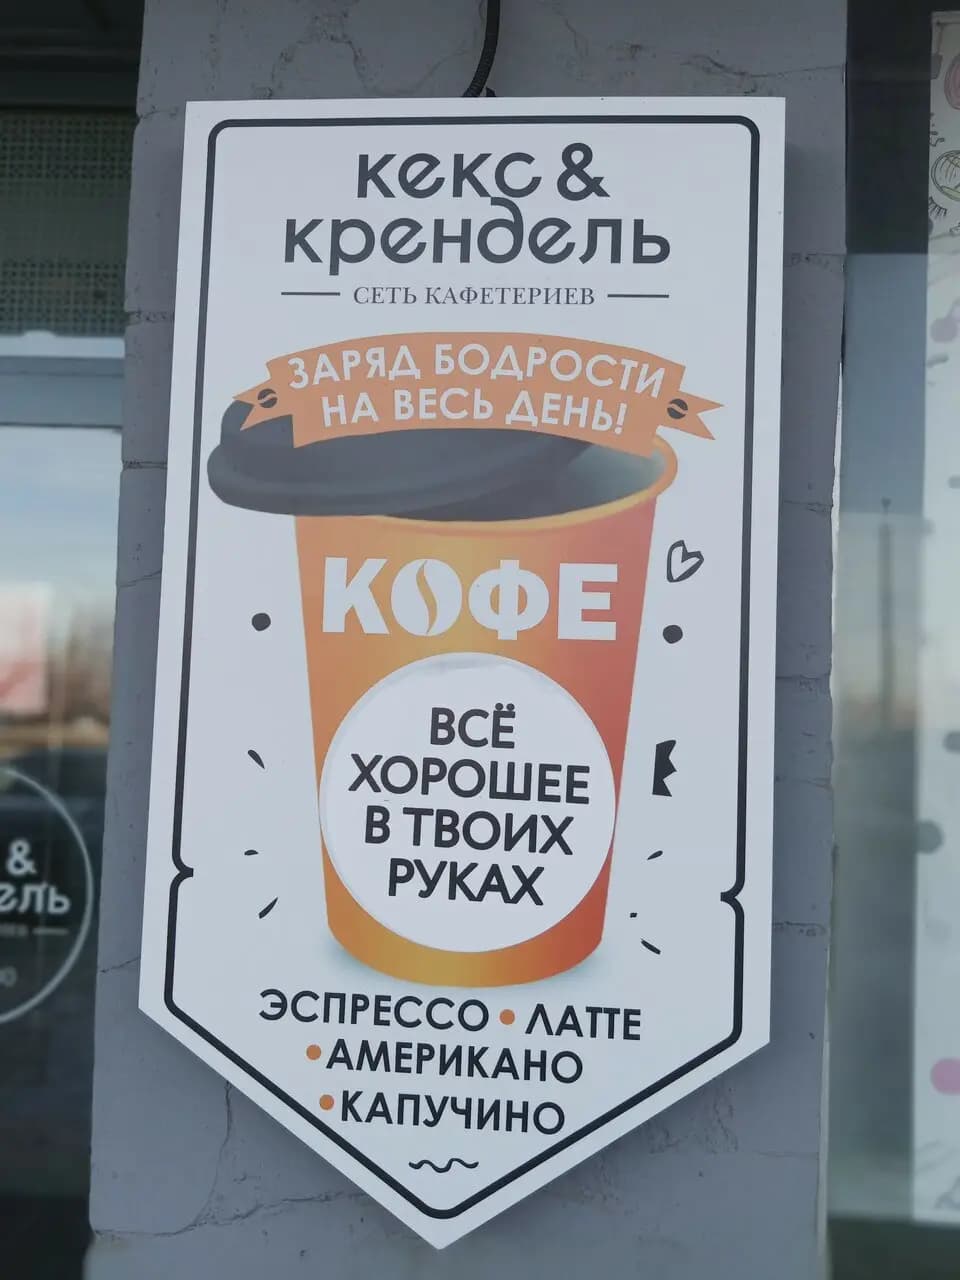 кекс &
крендель
СЕТЬ КАФЕТЕРИЕВ
ЗАРЯД БОДРОСТИ
НА ВЕСЬ ДЕНЬ!
КОФЕ
ВСЁ
ХОРОШЕЕ
В ТВОИХ
РУКАХ
ЭСПРЕССО • ЛАТТЕ
• АМЕРИКАНО
• КАПУЧИНО
&